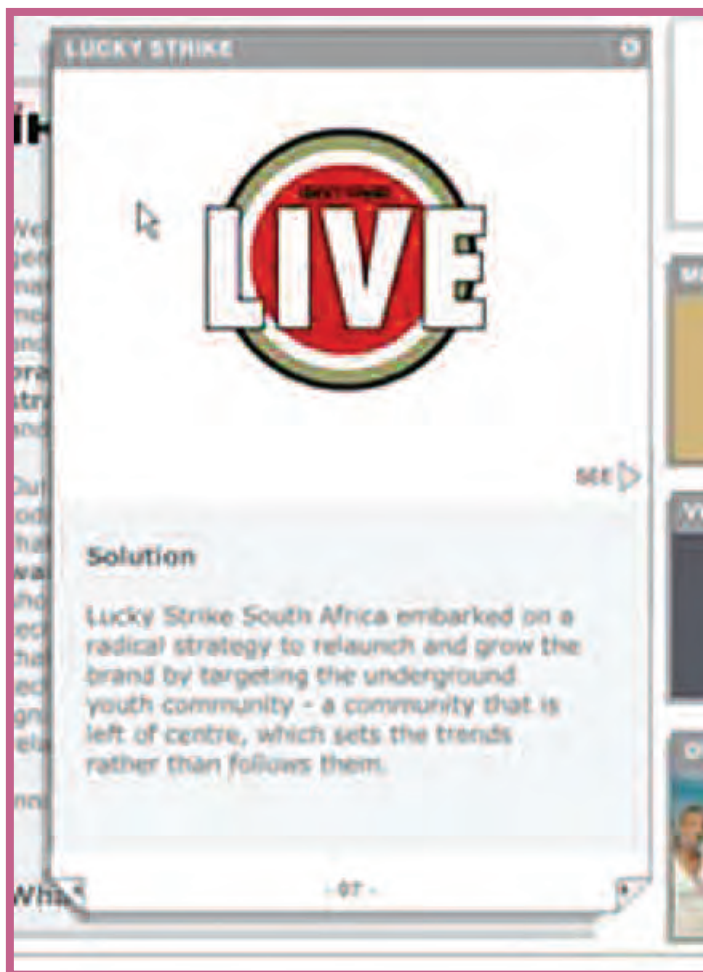 LUCKY STRIKE
LIVE
SEE
Solution
Lucky Strike South Africa embarked on a
radical strategy to relaunch and grow the
brand by targeting the underground
youth community - a community that is
left of centre, which sets the trends
rather than follows them.
- 07 -